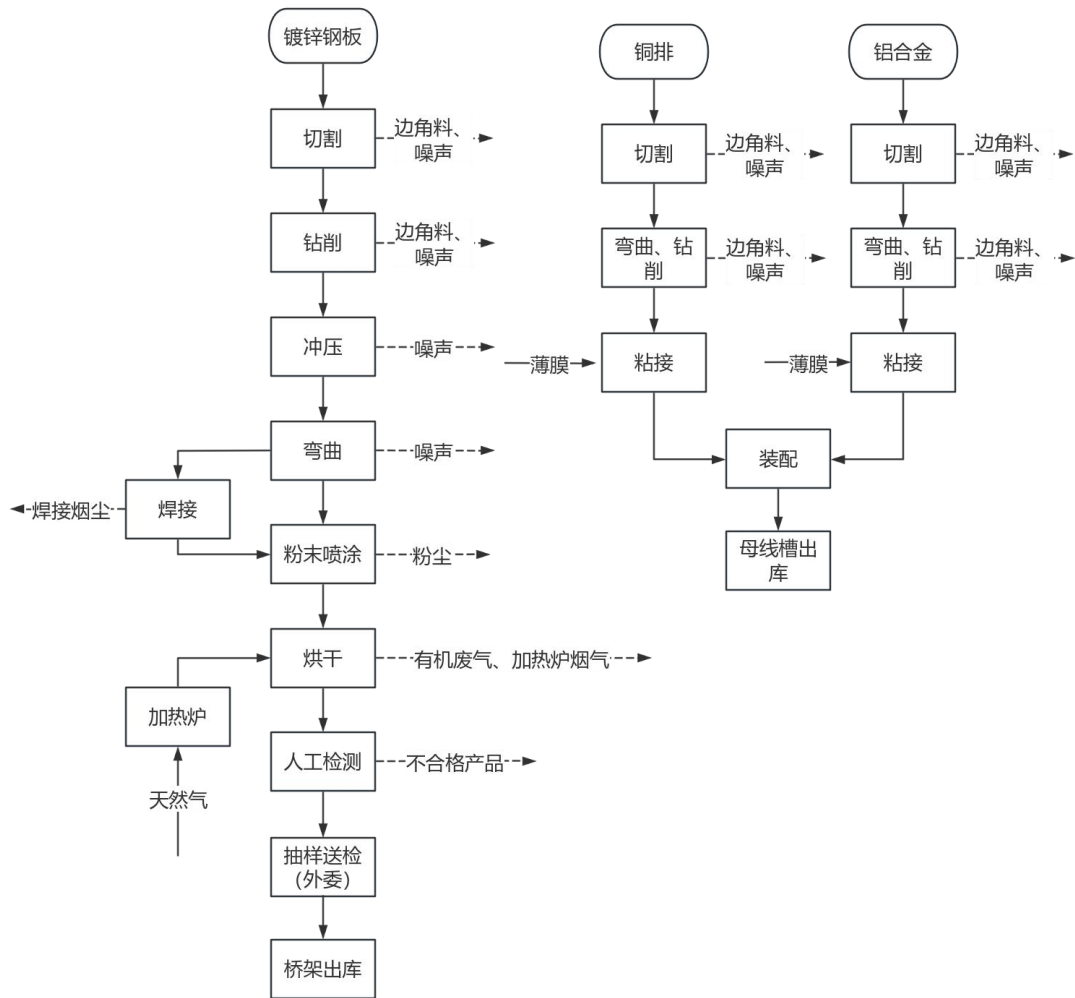 镀锌钢板
切割
边角料、
噪声
钻削
边角料、
噪声
冲压
噪声
弯曲
噪声
焊接
焊接烟尘
粉末喷涂
粉尘
烘干
有机废气、加热炉烟气
加热炉
天然气
人工检测
不合格产品
抽样送检
(外委)
桥架出库
铜排
切割
边角料、
噪声
弯曲、钻
削
边角料、
噪声
薄膜
粘接
铝合金
切割
边角料、
噪声
弯曲、钻
削
边角料、
噪声
薄膜
粘接
装配
母线槽出
库